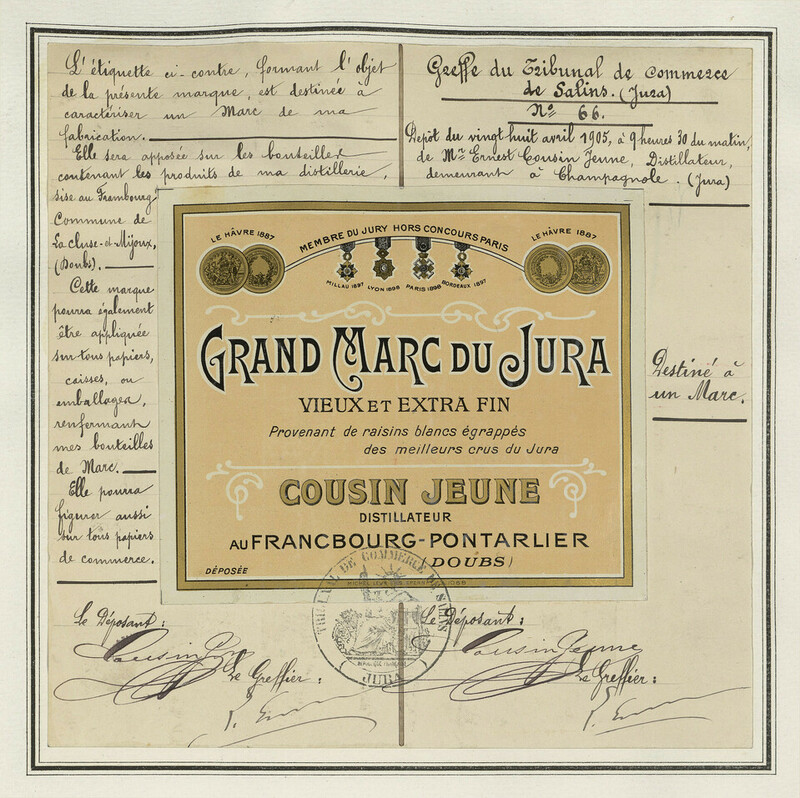 L'étiquette ci-contre, formant l'objet
de la présente marque, est destinée à
caractériser un Marc de ma
fabrication.
Elle sera apposée sur les bouteilles
contenant les produits de ma distillerie,
sise au Frambourg
Commune de
La cluse-et-Mijoux,
(Doubs).
Cette marque
pourra également
être appliquée
sur tous papiers,
caisses, ou
emballages,
renfermant
mes bouteilles
de Marc.
Elle pourra
figurer aussi
sur tous papiers
de commerce.
Greffe du Tribunal de Commerce
de Salins. (Jura)
No 66.
Dépôt du vingt huit avril 1905, à 9 heures 30 du matin,
de Mr Ernest Cousin Jeune, Distillateur,
demeurant à Champagnole. (Jura)
LE HÂVRE 1887
MEMBRE DU JURY HORS CONCOURS PARIS
LE HÂVRE 1887
MILLAU 1897 LYON 1898 PARIS 1898 BORDEAUX 1897
GRAND MARC DU JURA
VIEUX ET EXTRA FIN
Provenant de raisins blancs égrappès
des meilleurs crus du Jura
COUSIN JEUNE
DISTILLATEUR
AU FRANCBOURG-PONTARLIER
(DOUBS)
DÉPOSÉE
Destiné à
un Marc.
TRIBUNAL DE COMMERCE DE SALINS
(JURA)
Le Déposant:
Cousin Jeune
Le Greffier:
Le Déposant:
Cousin Jeune
Le Greffier: